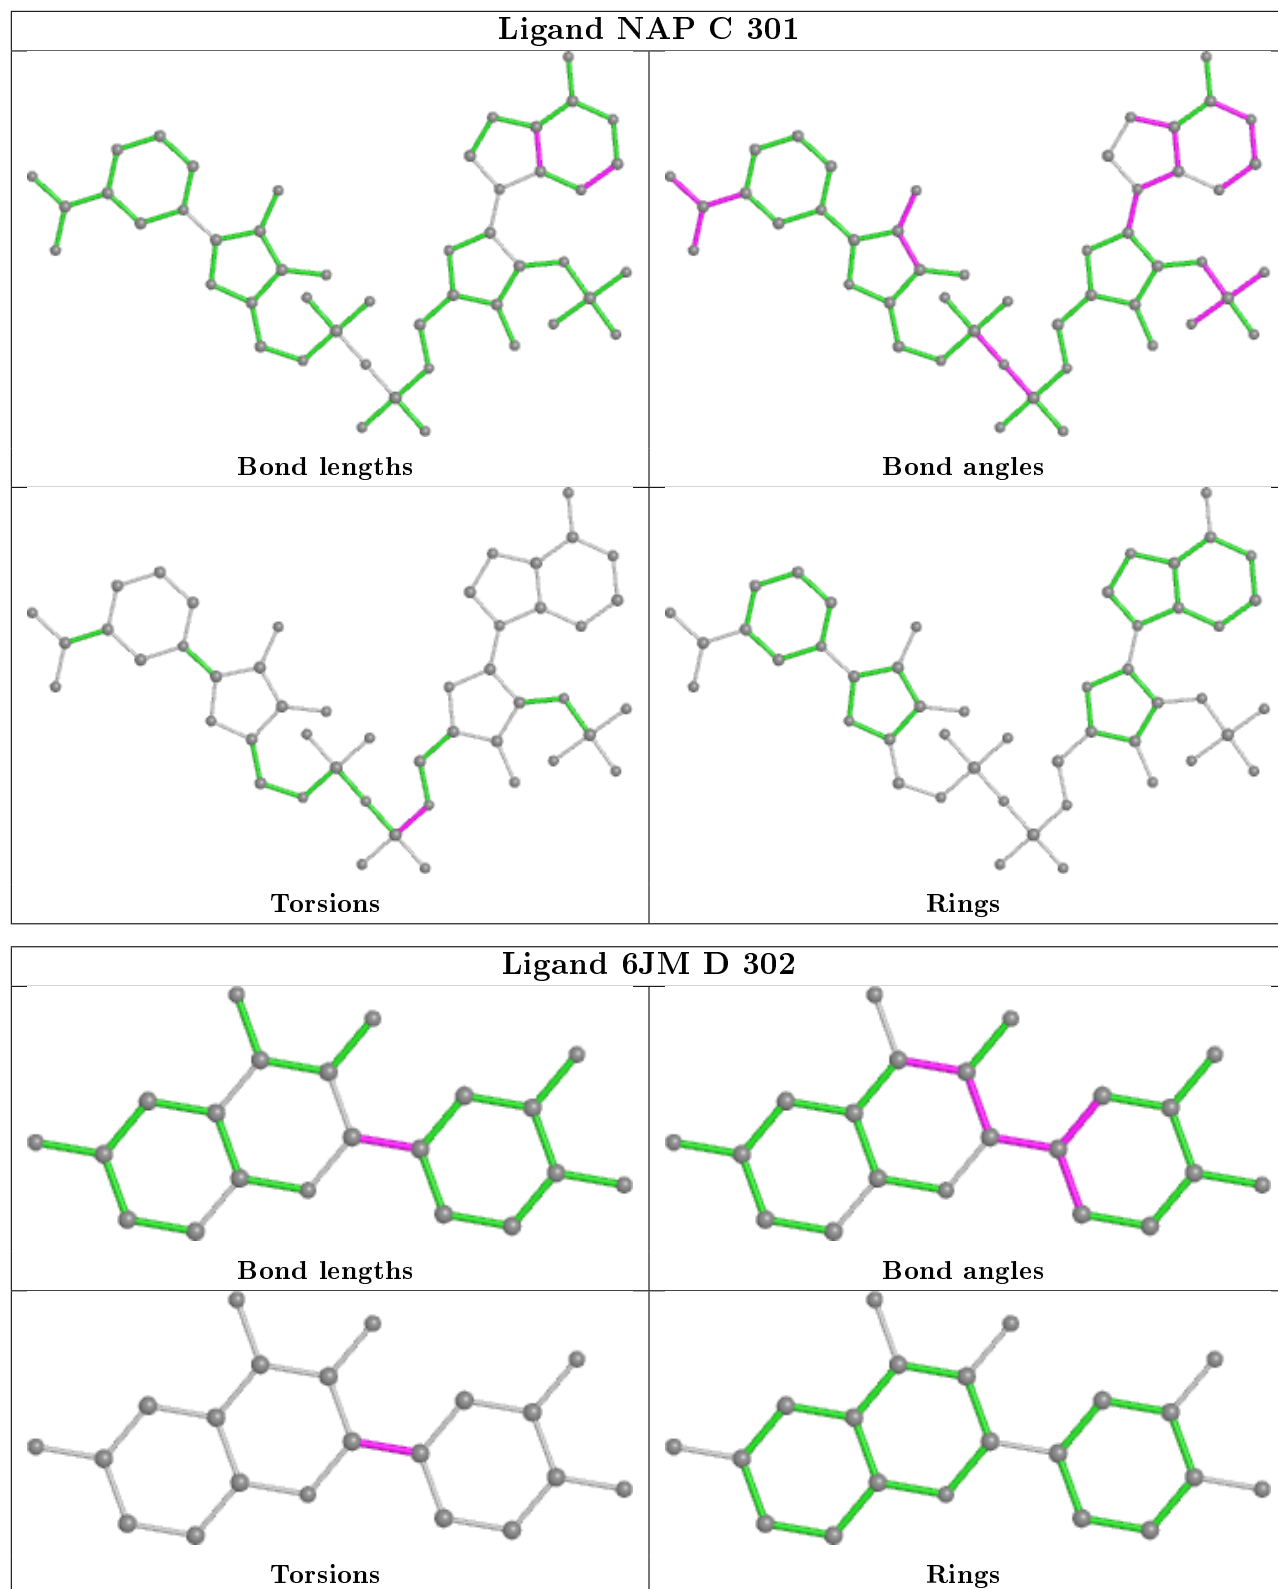 Ligand NAP C 301
Bond lengths
Bond angles
Torsions
Rings
Ligand 6JM D 302
Bond lengths
Bond angles
Torsions
Rings